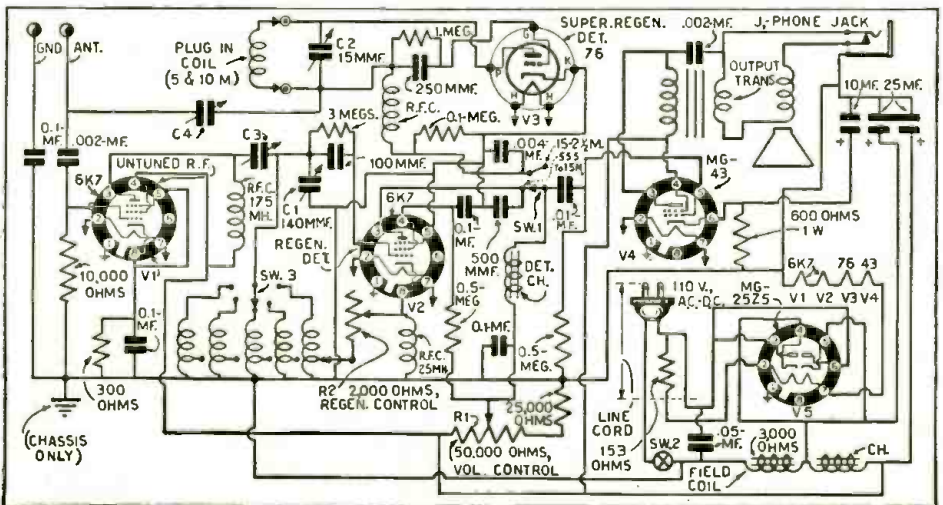 GND.
ANT.
PLUG IN
COIL
(5 & 10 M.)
C2
15MMF.
1 MEG.
SUPER.REGEN.
DET.
76
.002-MF.
J, -PHONE JACK
G
P
K
H
H
V3
OUTPUT
TRANS
10 MF.
25 MF.
250 MMF.
R.F.C.
C4
3 MEGS.
0.1-MEG.
0.1-
MF.
.002-MF.
UNTUNED R.F.
C3
100MMF.
.004-
MF.
15-2½M.
555
TO 15M.
MG-
43
6K7
R.F.C.
175
MH.
C1
140MMF.
6K7
0.1-
MF.
SW.1
.01-
MF.
REGEN.
DET.
500
MMF.
V4
600 OHMS
1 W
V1
10,000
OHMS
SW. 3
V2
0.5-
MEG.
DET.
CH.
110 V.,
AC.-DC.
6K7
76
43
V1
V2
V3
V4
MG-
25Z5
0.1-
MF.
0.1-MF.
R.F.C.
25MH.
0.5-
MEG.
300
OHMS
R2
2,000 OHMS,
REGEN. CONTROL
25,000
OHMS
LINE
CORD
V5
(CHASSIS
ONLY)
R1
(50,000 OHMS,
VOL. CONTROL
153
OHMS
SW.2
.05-
MF.
(3,000
OHMS
FIELD
COIL
CH.